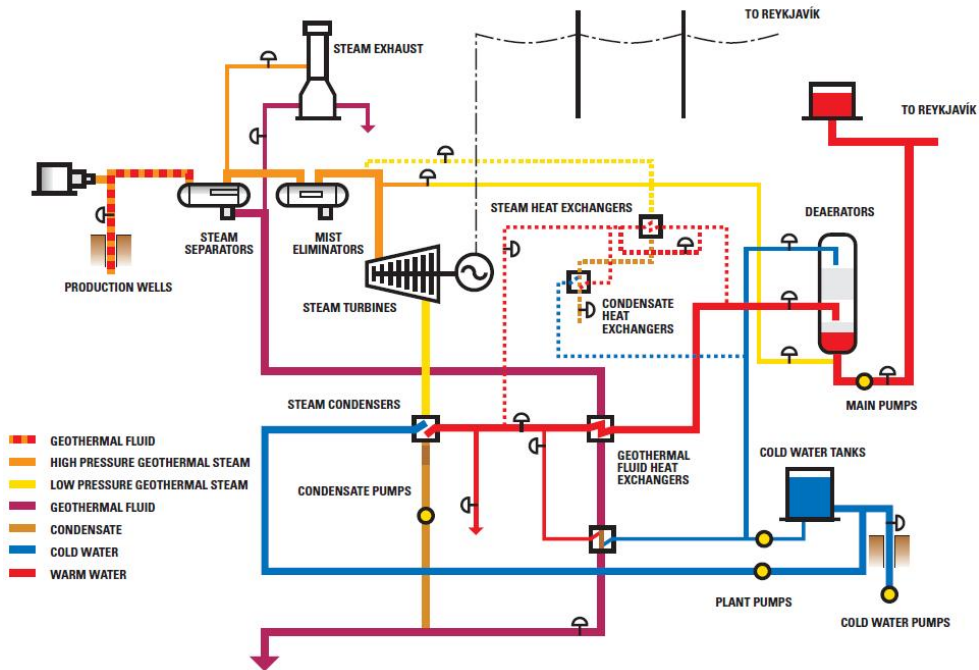 TO REYKJAVÍK
STEAM EXHAUST
TO REYKJAVÍK
STEAM
SEPARATORS
MIST
ELIMINATORS
STEAM HEAT EXCHANGERS
DEAERATORS
PRODUCTION WELLS
STEAM TURBINES
CONDENSATE
HEAT
EXCHANGERS
MAIN PUMPS
STEAM CONDENSERS
GEOTHERMAL
FLUID HEAT
EXCHANGERS
COLD WATER TANKS
CONDENSATE PUMPS
PLANT PUMPS
COLD WATER PUMPS
GEOTHERMAL FLUID
HIGH PRESSURE GEOTHERMAL STEAM
LOW PRESSURE GEOTHERMAL STEAM
GEOTHERMAL FLUID
CONDENSATE
COLD WATER
WARM WATER